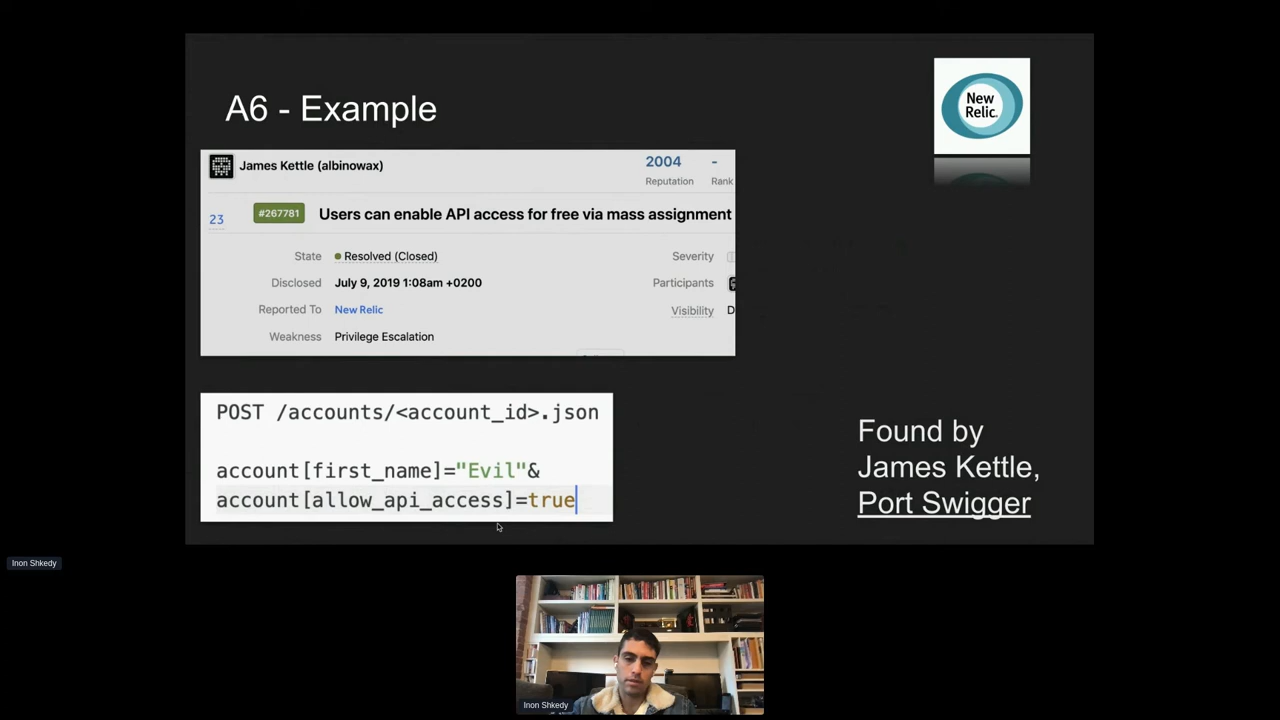 A6 - Example
New
Relic.
James Kettle (albinowax)
2004
-
Reputation
Rank
23
#267781
Users can enable API access for free via mass assignment
State
Resolved (Closed)
Severity
Disclosed
July 9, 2019 1:08am +0200
Participants
Reported To
New Relic
Visibility
D
Weakness
Privilege Escalation
POST /accounts/<account_id>.json
account[first_name]="Evil"&
account[allow_api_access]=true
Found by
James Kettle,
Port Swigger
Inon Shkedy
Inon Shkedy